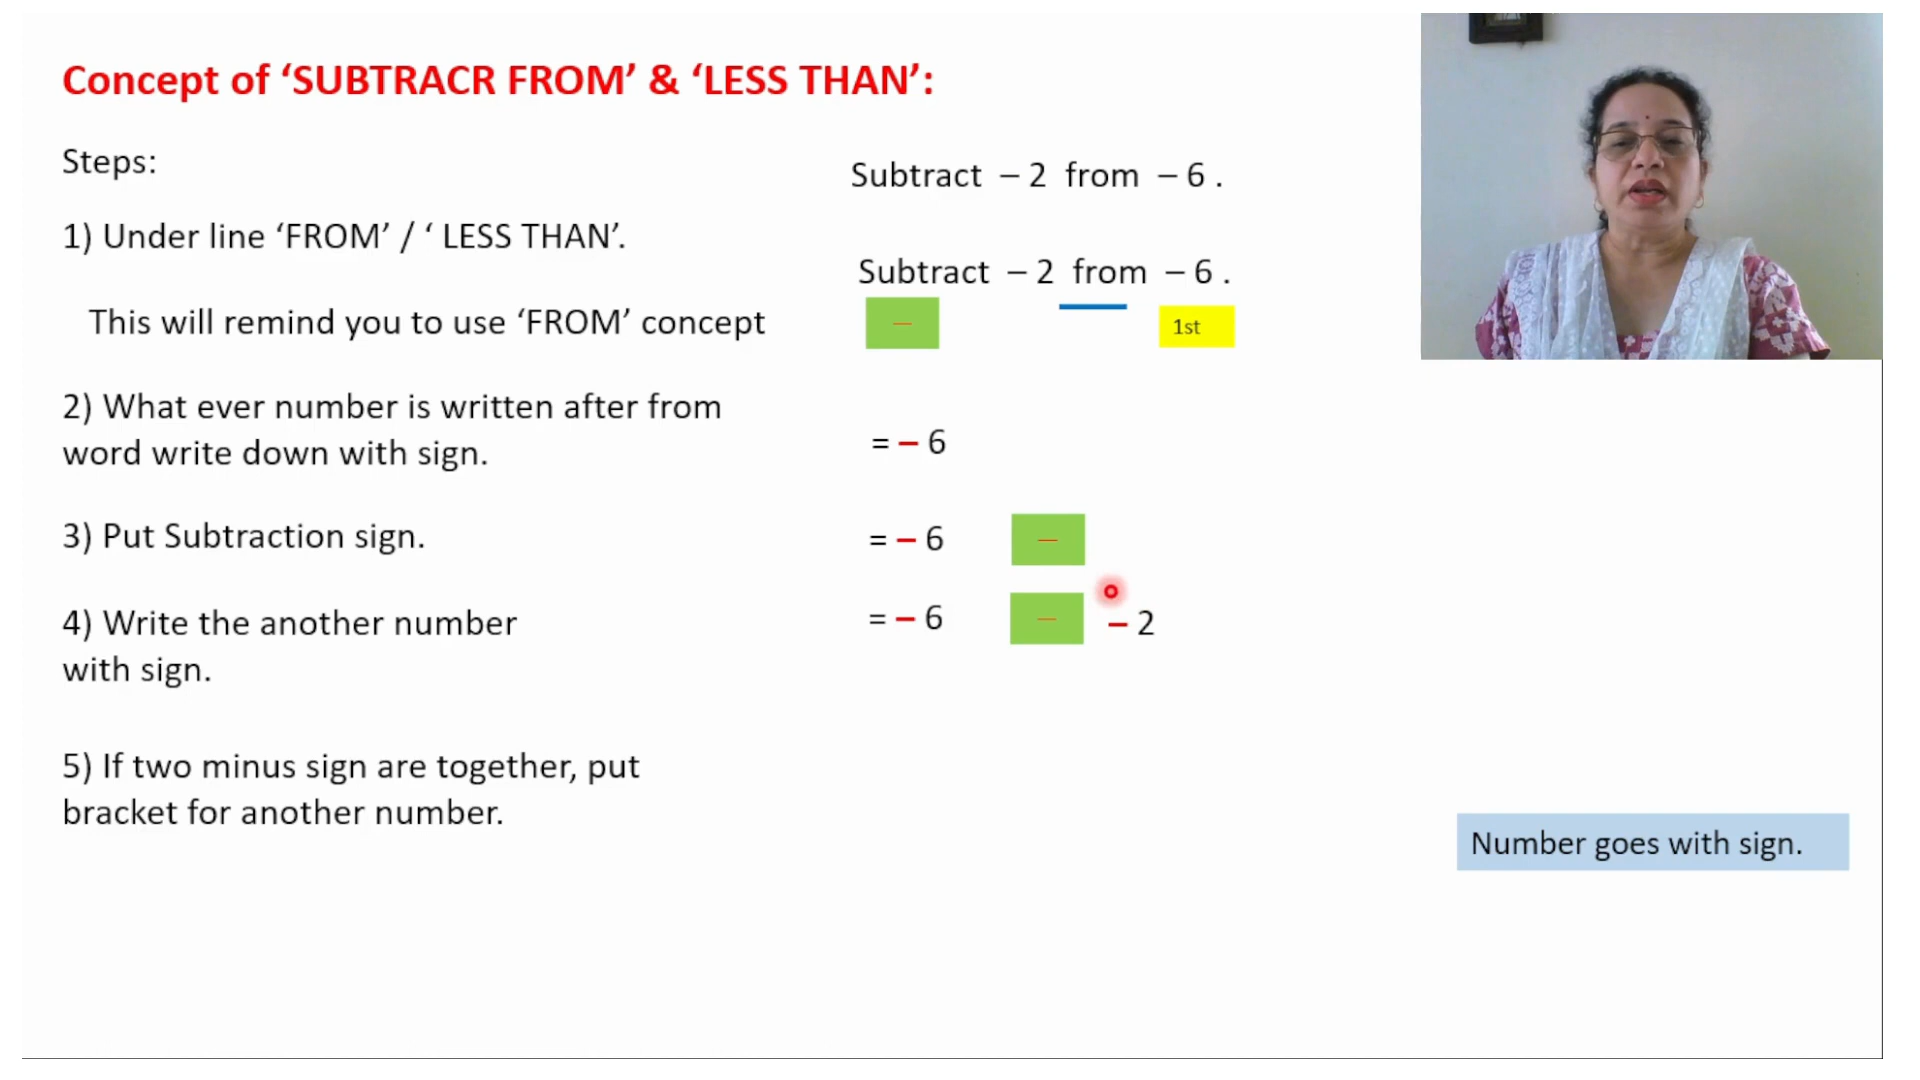 Concept of ‘SUBTRACR FROM’ & ‘LESS THAN’:
Steps:
1) Under line ‘FROM’ / ‘ LESS THAN’.
This will remind you to use ‘FROM’ concept
2) What ever number is written after from
word write down with sign.
3) Put Subtraction sign.
4) Write the another number
with sign.
5) If two minus sign are together, put
bracket for another number.
Subtract – 2 from – 6 .
Subtract – 2 from – 6 .
– 1st
= – 6
= – 6 –
= – 6 – – 2
Number goes with sign.